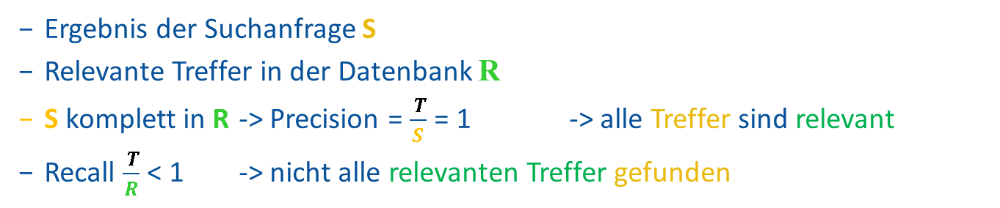 – Ergebnis der Suchanfrage S
– Relevante Treffer in der Datenbank R
– S komplett in R -> Precision = T/S = 1 -> alle Treffer sind relevant
– Recall T/R < 1 -> nicht alle relevanten Treffer gefunden